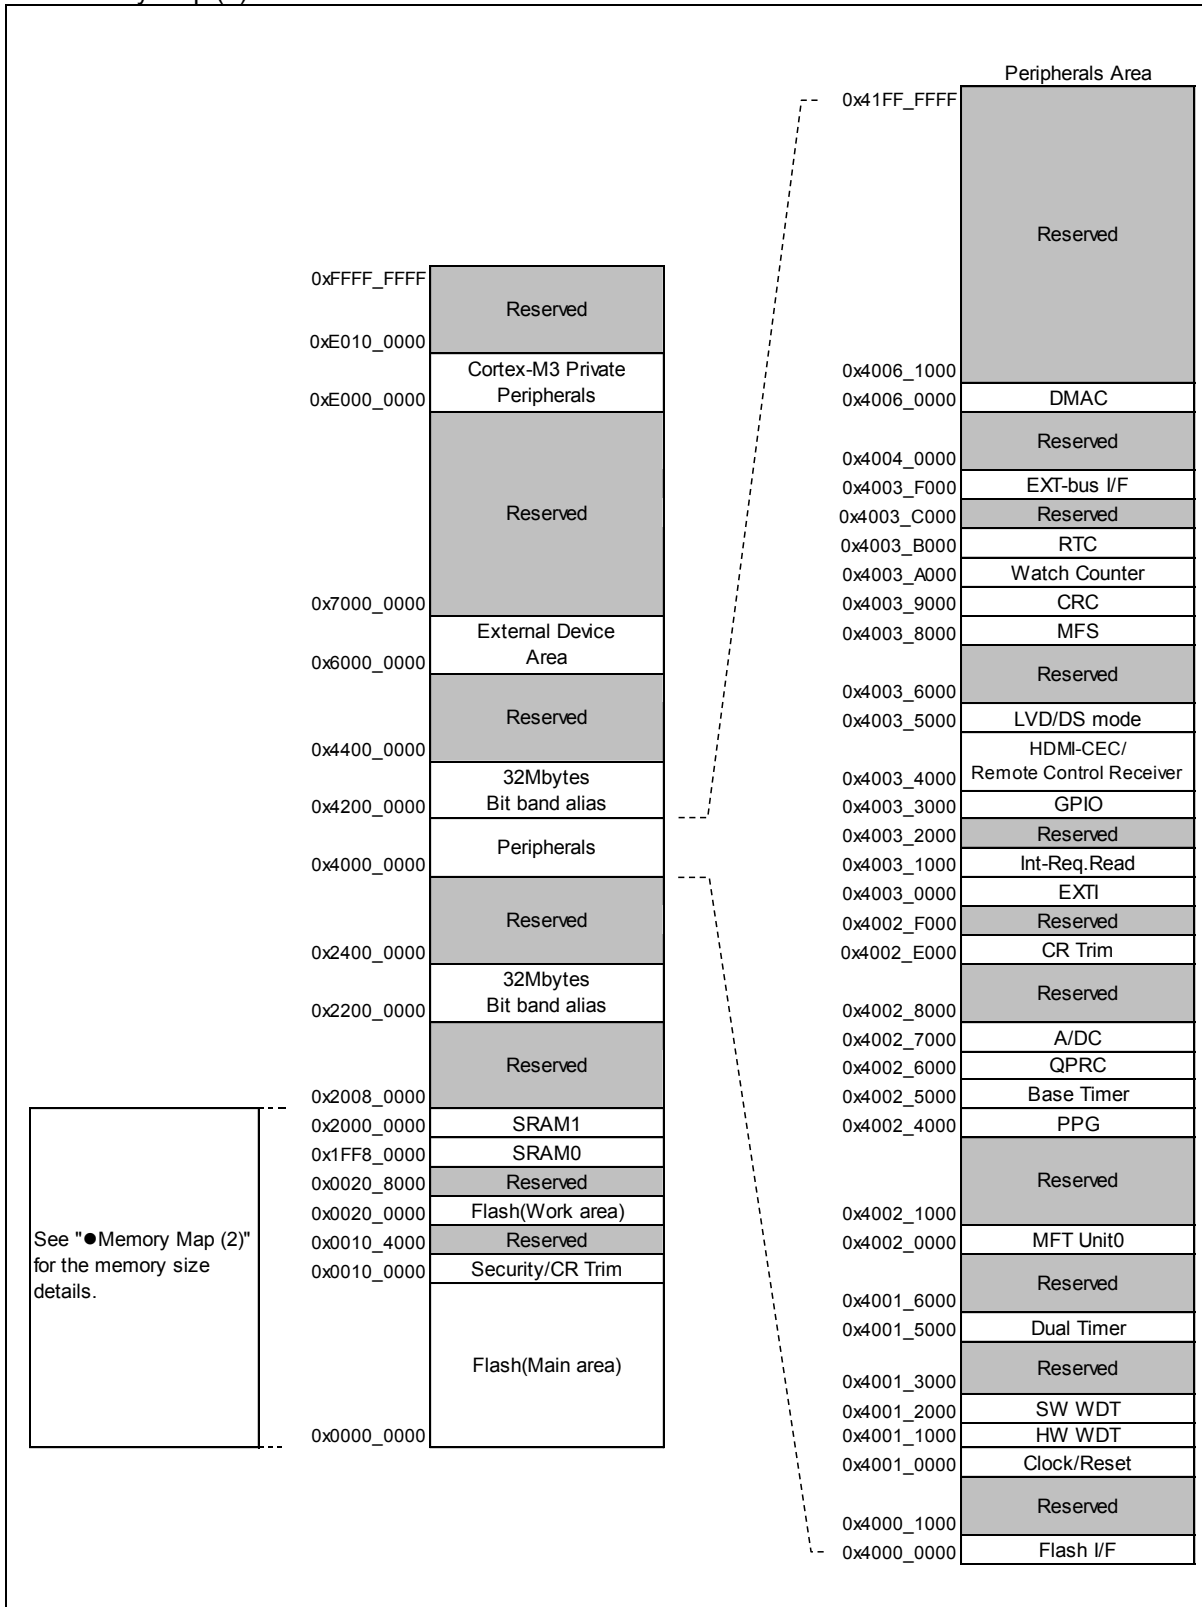 Peripherals Area
0x41FF_FFFF
Reserved
0x4006_1000
0x4006_0000 DMAC
Reserved
0x4004_0000
0x4003_F000 EXT-bus I/F
0x4003_C000 Reserved
0x4003_B000 RTC
0x4003_A000 Watch Counter
0x4003_9000 CRC
0x4003_8000 MFS
Reserved
0x4003_6000
0x4003_5000 LVD/DS mode
HDMI-CEC/
0x4003_4000 Remote Control Receiver
0x4003_3000 GPIO
0x4003_2000 Reserved
0x4003_1000 Int-Req.Read
0x4003_0000 EXTI
0x4002_F000 Reserved
0x4002_E000 CR Trim
Reserved
0x4002_8000
0x4002_7000 A/DC
0x4002_6000 QPRC
0x4002_5000 Base Timer
0x4002_4000 PPG
Reserved
0x4002_1000
0x4002_0000 MFT Unit0
Reserved
0x4001_6000
0x4001_5000 Dual Timer
Reserved
0x4001_3000
0x4001_2000 SW WDT
0x4001_1000 HW WDT
0x4001_0000 Clock/Reset
Reserved
0x4000_1000
0x4000_0000 Flash I/F
0xFFFF_FFFF
Reserved
0xE010_0000
Cortex-M3 Private
0xE000_0000 Peripherals
Reserved
0x7000_0000
External Device
0x6000_0000 Area
Reserved
0x4400_0000
32Mbytes
0x4200_0000 Bit band alias
Peripherals
0x4000_0000
Reserved
0x2400_0000
32Mbytes
0x2200_0000 Bit band alias
Reserved
0x2008_0000
0x2000_0000 SRAM1
0x1FF8_0000 SRAM0
0x0020_8000 Reserved
0x0020_0000 Flash(Work area)
0x0010_4000 Reserved
0x0010_0000 Security/CR Trim
Flash(Main area)
0x0000_0000
See "●Memory Map (2)"
for the memory size
details.